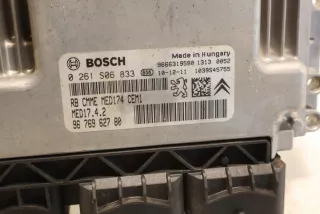 BOSCH
Made in Hungary
0 261 S06 833
9666319580 1313 0052
10-12-11 1039S45765
RB CMME MED174 CEM1
MED17.4.2
96 769 627 80